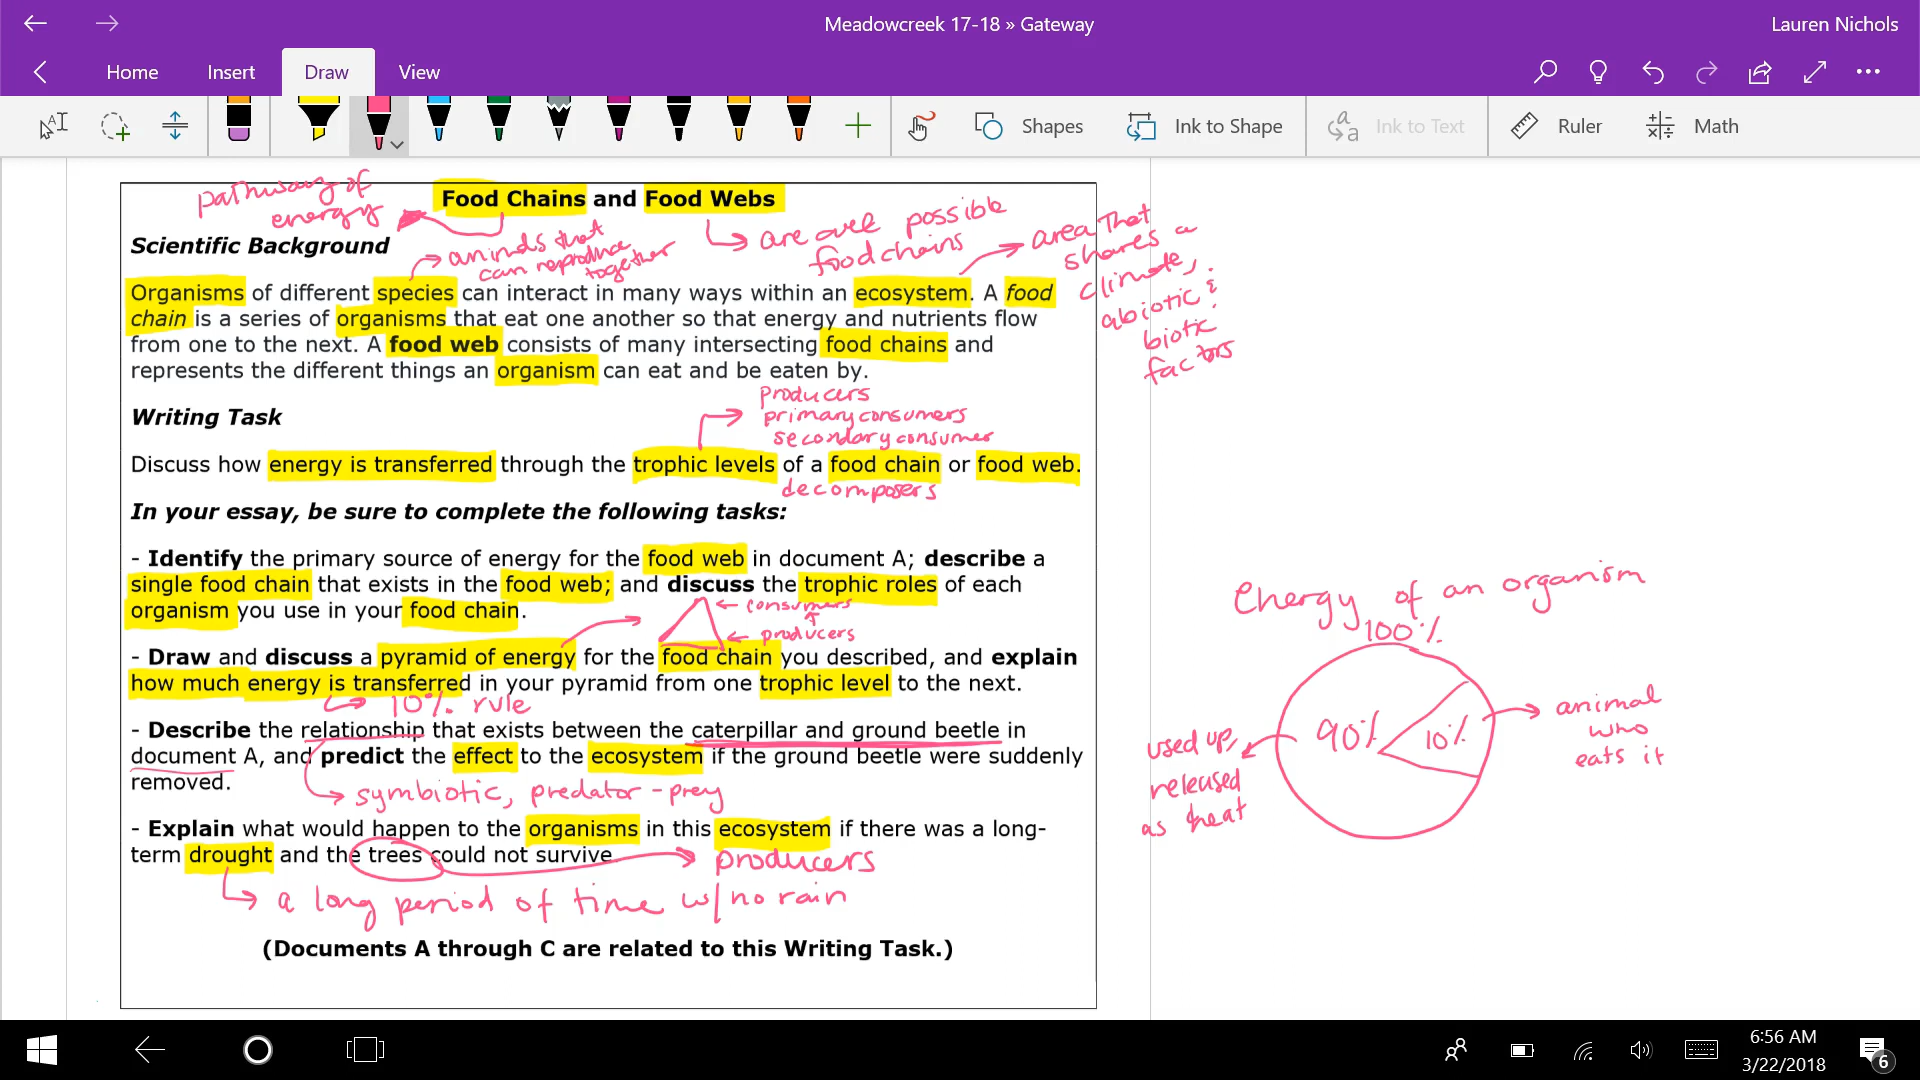 Meadowcreek 17-18 » Gateway
Lauren Nichols
Home
Insert
Draw
View
Shapes
Ink to Shape
Ink to Text
Ruler
Math
pathway of
energy
Food Chains and Food Webs
are all possible
food chains
Scientific Background
animals that
can reproduce
together
area that
shares a
climate,
abiotic &
biotic
factors
Organisms of different species can interact in many ways within an ecosystem. A food
chain is a series of organisms that eat one another so that energy and nutrients flow
from one to the next. A food web consists of many intersecting food chains and
represents the different things an organism can eat and be eaten by.
Writing Task
producers
primary consumers
secondary consumer
Discuss how energy is transferred through the trophic levels of a food chain or food web.
decomposers
In your essay, be sure to complete the following tasks:
- Identify the primary source of energy for the food web in document A; describe a
single food chain that exists in the food web; and discuss the trophic roles of each
organism you use in your food chain.
consumers
producers
- Draw and discuss a pyramid of energy for the food chain you described, and explain
how much energy is transferred in your pyramid from one trophic level to the next.
10% rule
- Describe the relationship that exists between the caterpillar and ground beetle in
document A, and predict the effect to the ecosystem if the ground beetle were suddenly
removed.
symbiotic, predator - prey
- Explain what would happen to the organisms in this ecosystem if there was a long-
term drought and the trees could not survive.
producers
a long period of time w/ no rain
(Documents A through C are related to this Writing Task.)
Energy of an organism
100%
90%
10%
animal
who
eats it
used up,
released
as heat
6:56 AM
3/22/2018
6